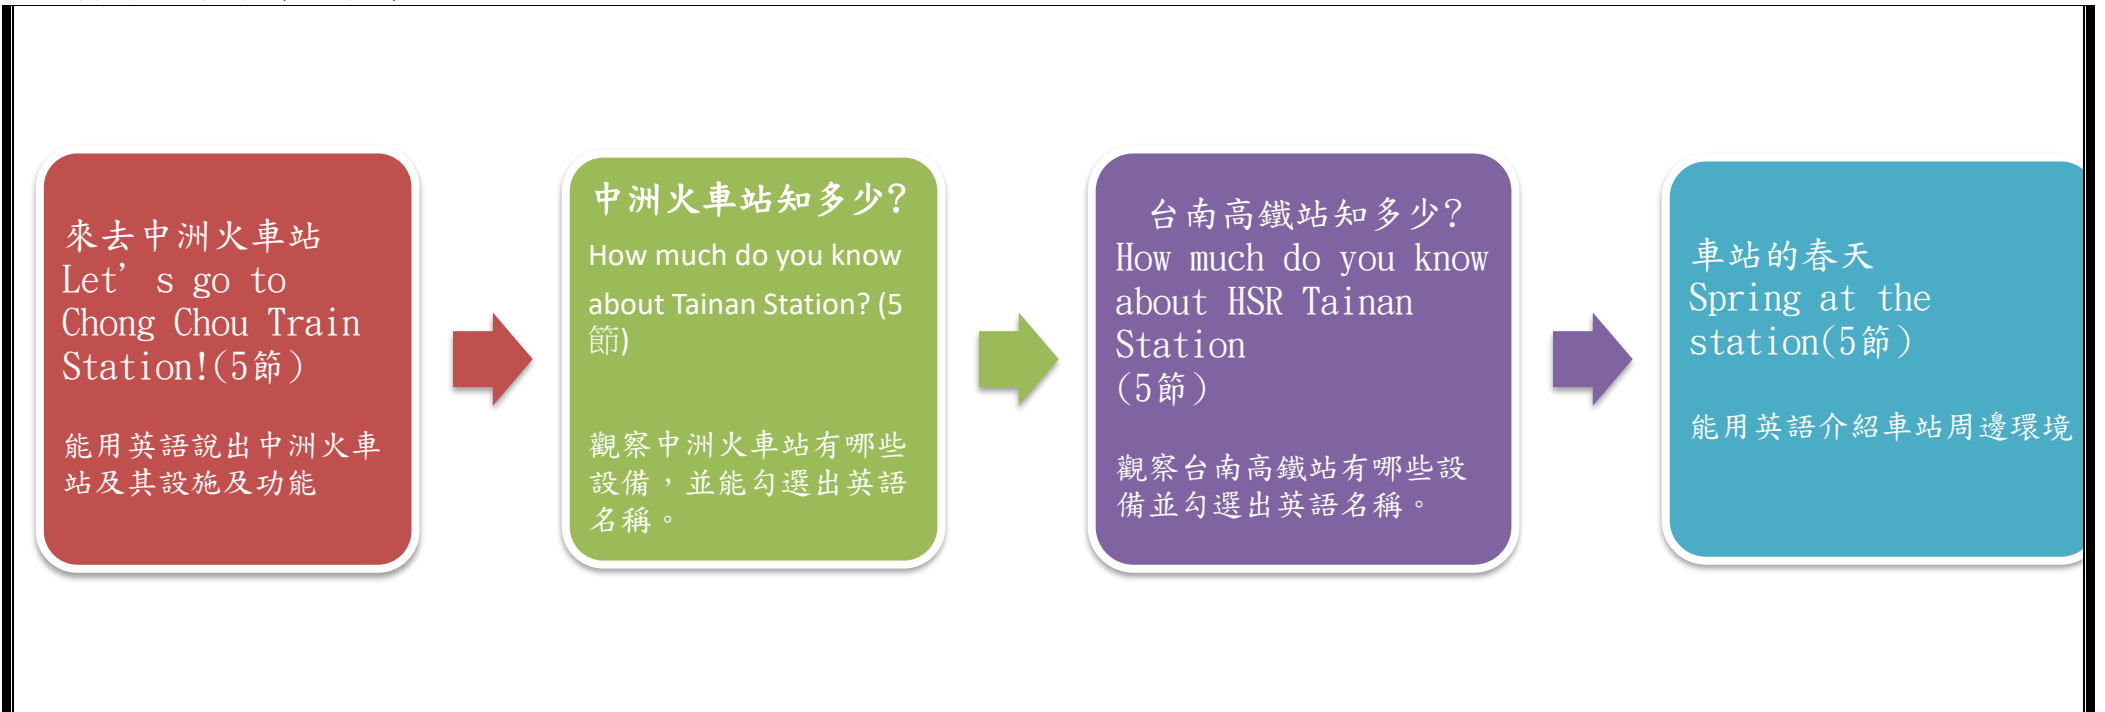 來去中洲火車站
Let’s go to
Chong Chou Train
Station!(5節)
能用英語說出中洲火車
站及其設施及功能
中洲火車站知多少?
How much do you know
about Tainan Station? (5
節)
觀察中洲火車站有哪些
設備，並能勾選出英語
名稱。
台南高鐵站知多少?
How much do you know
about HSR Tainan
Station
(5節)
觀察台南高鐵站有哪些設
備並勾選出英語名稱。
車站的春天
Spring at the
station(5節)
能用英語介紹車站周邊環境